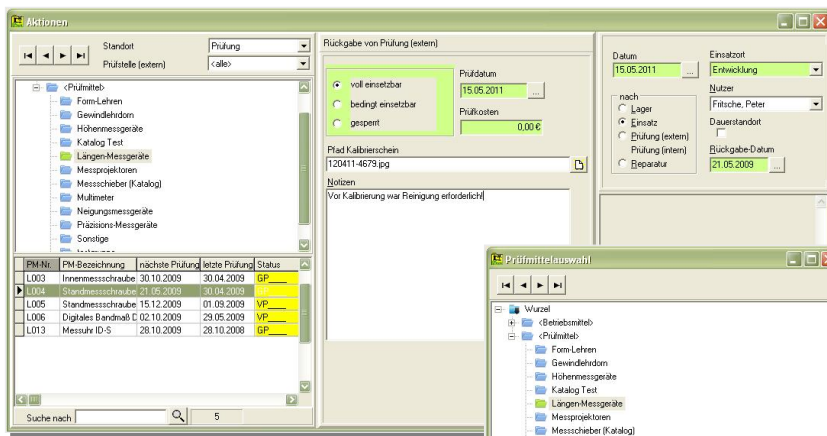 Aktionen
Standort
Prüfung
Prüfstelle (extern)
<alle>
<Prüfmittel>
Form-Lehren
Gewindlehrdorn
Höhenmessgeräte
Katalog Test
Längen-Messgeräte
Messprojektoren
Messschieber (Katalog)
Multimeter
Neigungsmessgeräte
Präzisions-Messgeräte
Sonstige
PM-Nr. PM-Bezeichnung nächste Prüfung letzte Prüfung Status
L003 Innenmessschraube 30.10.2009 30.04.2009 GP____
L004 Standmessschraube 21.05.2009 30.04.2009
L005 Standmessschraube 15.12.2009 01.09.2009 VP____
L006 Digitales Bandmaß D 02.10.2009 29.05.2009 VP____
L013 Messuhr ID-S 28.10.2009 28.10.2008 GP____
Suche nach 5
Rückgabe von Prüfung (extern)
voll einsetzbar
bedingt einsetzbar
gesperrt
Prüfdatum
15.05.2011 ...
Prüfkosten
0,00 €
Pfad Kalibrierschein
120411-4679.jpg
Notizen
Vor Kalibrierung war Reinigung erforderlich!
Datum
15.05.2011 ...
nach
Lager
Einsatz
Prüfung (extern)
Prüfung (intern)
Reparatur
Einsatzort
Entwicklung
Nutzer
Fritsche, Peter
Dauerstandort
Rückgabe-Datum
21.05.2009 ...
Prüfmittelauswahl
Wurzel
<Betriebsmittel>
<Prüfmittel>
Form-Lehren
Gewindlehrdorn
Höhenmessgeräte
Katalog Test
Längen-Messgeräte
Messprojektoren
Messschieber (Katalog)